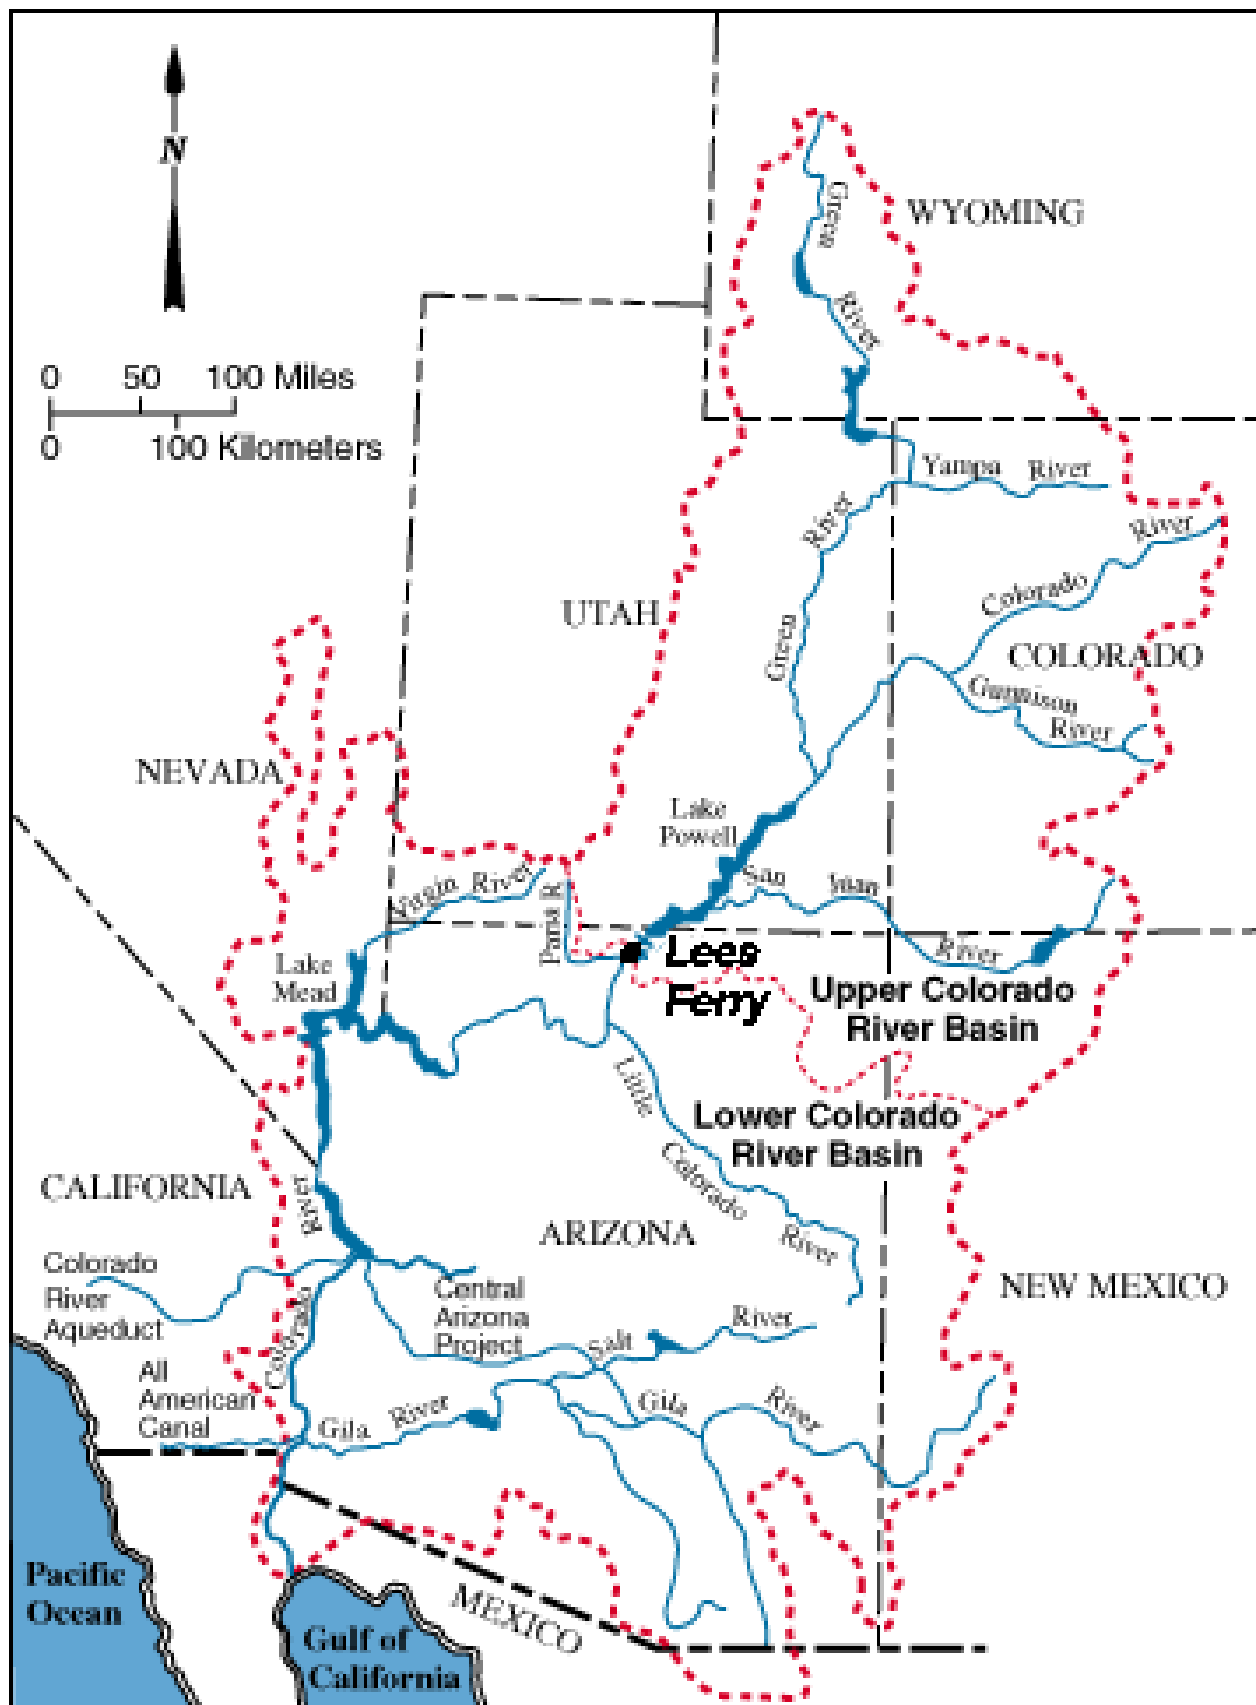 N
WYOMING
Green
River
0 50 100 Miles
0 100 Kilometers
Yampa River
River
Green
River
Colorado
UTAH
COLORADO
Gunnison
River
NEVADA
Lake
Powell
San Juan
River
Virgin River
Paria R.
Lees
Ferry
Lake
Mead
Upper Colorado
River Basin
Little
Colorado
River
Lower Colorado
River Basin
CALIFORNIA
River
Colorado
ARIZONA
Colorado
River
Aqueduct
Central
Arizona
Project
NEW MEXICO
Salt River
All
American
Canal
Gila River
Gila River
Pacific
Ocean
MEXICO
Gulf of
California